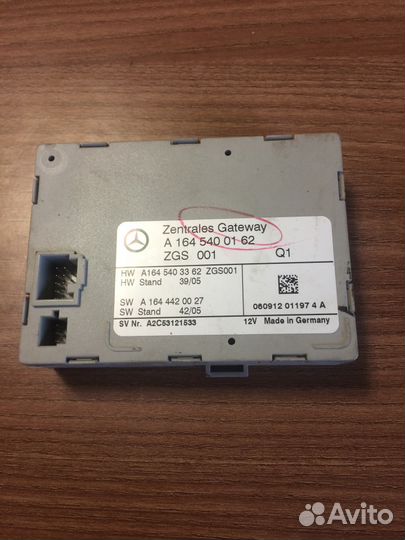 Zentrales Gateway
A 164 540 01 62
ZGS 001 Q1
HW A164 540 33 62 ZGS001
HW Stand 39/05
SW A 164 442 00 27
SW Stand 42/05
060912 01197 4 A
SV Nr. A2C53121533 12V Made in Germany
Avito